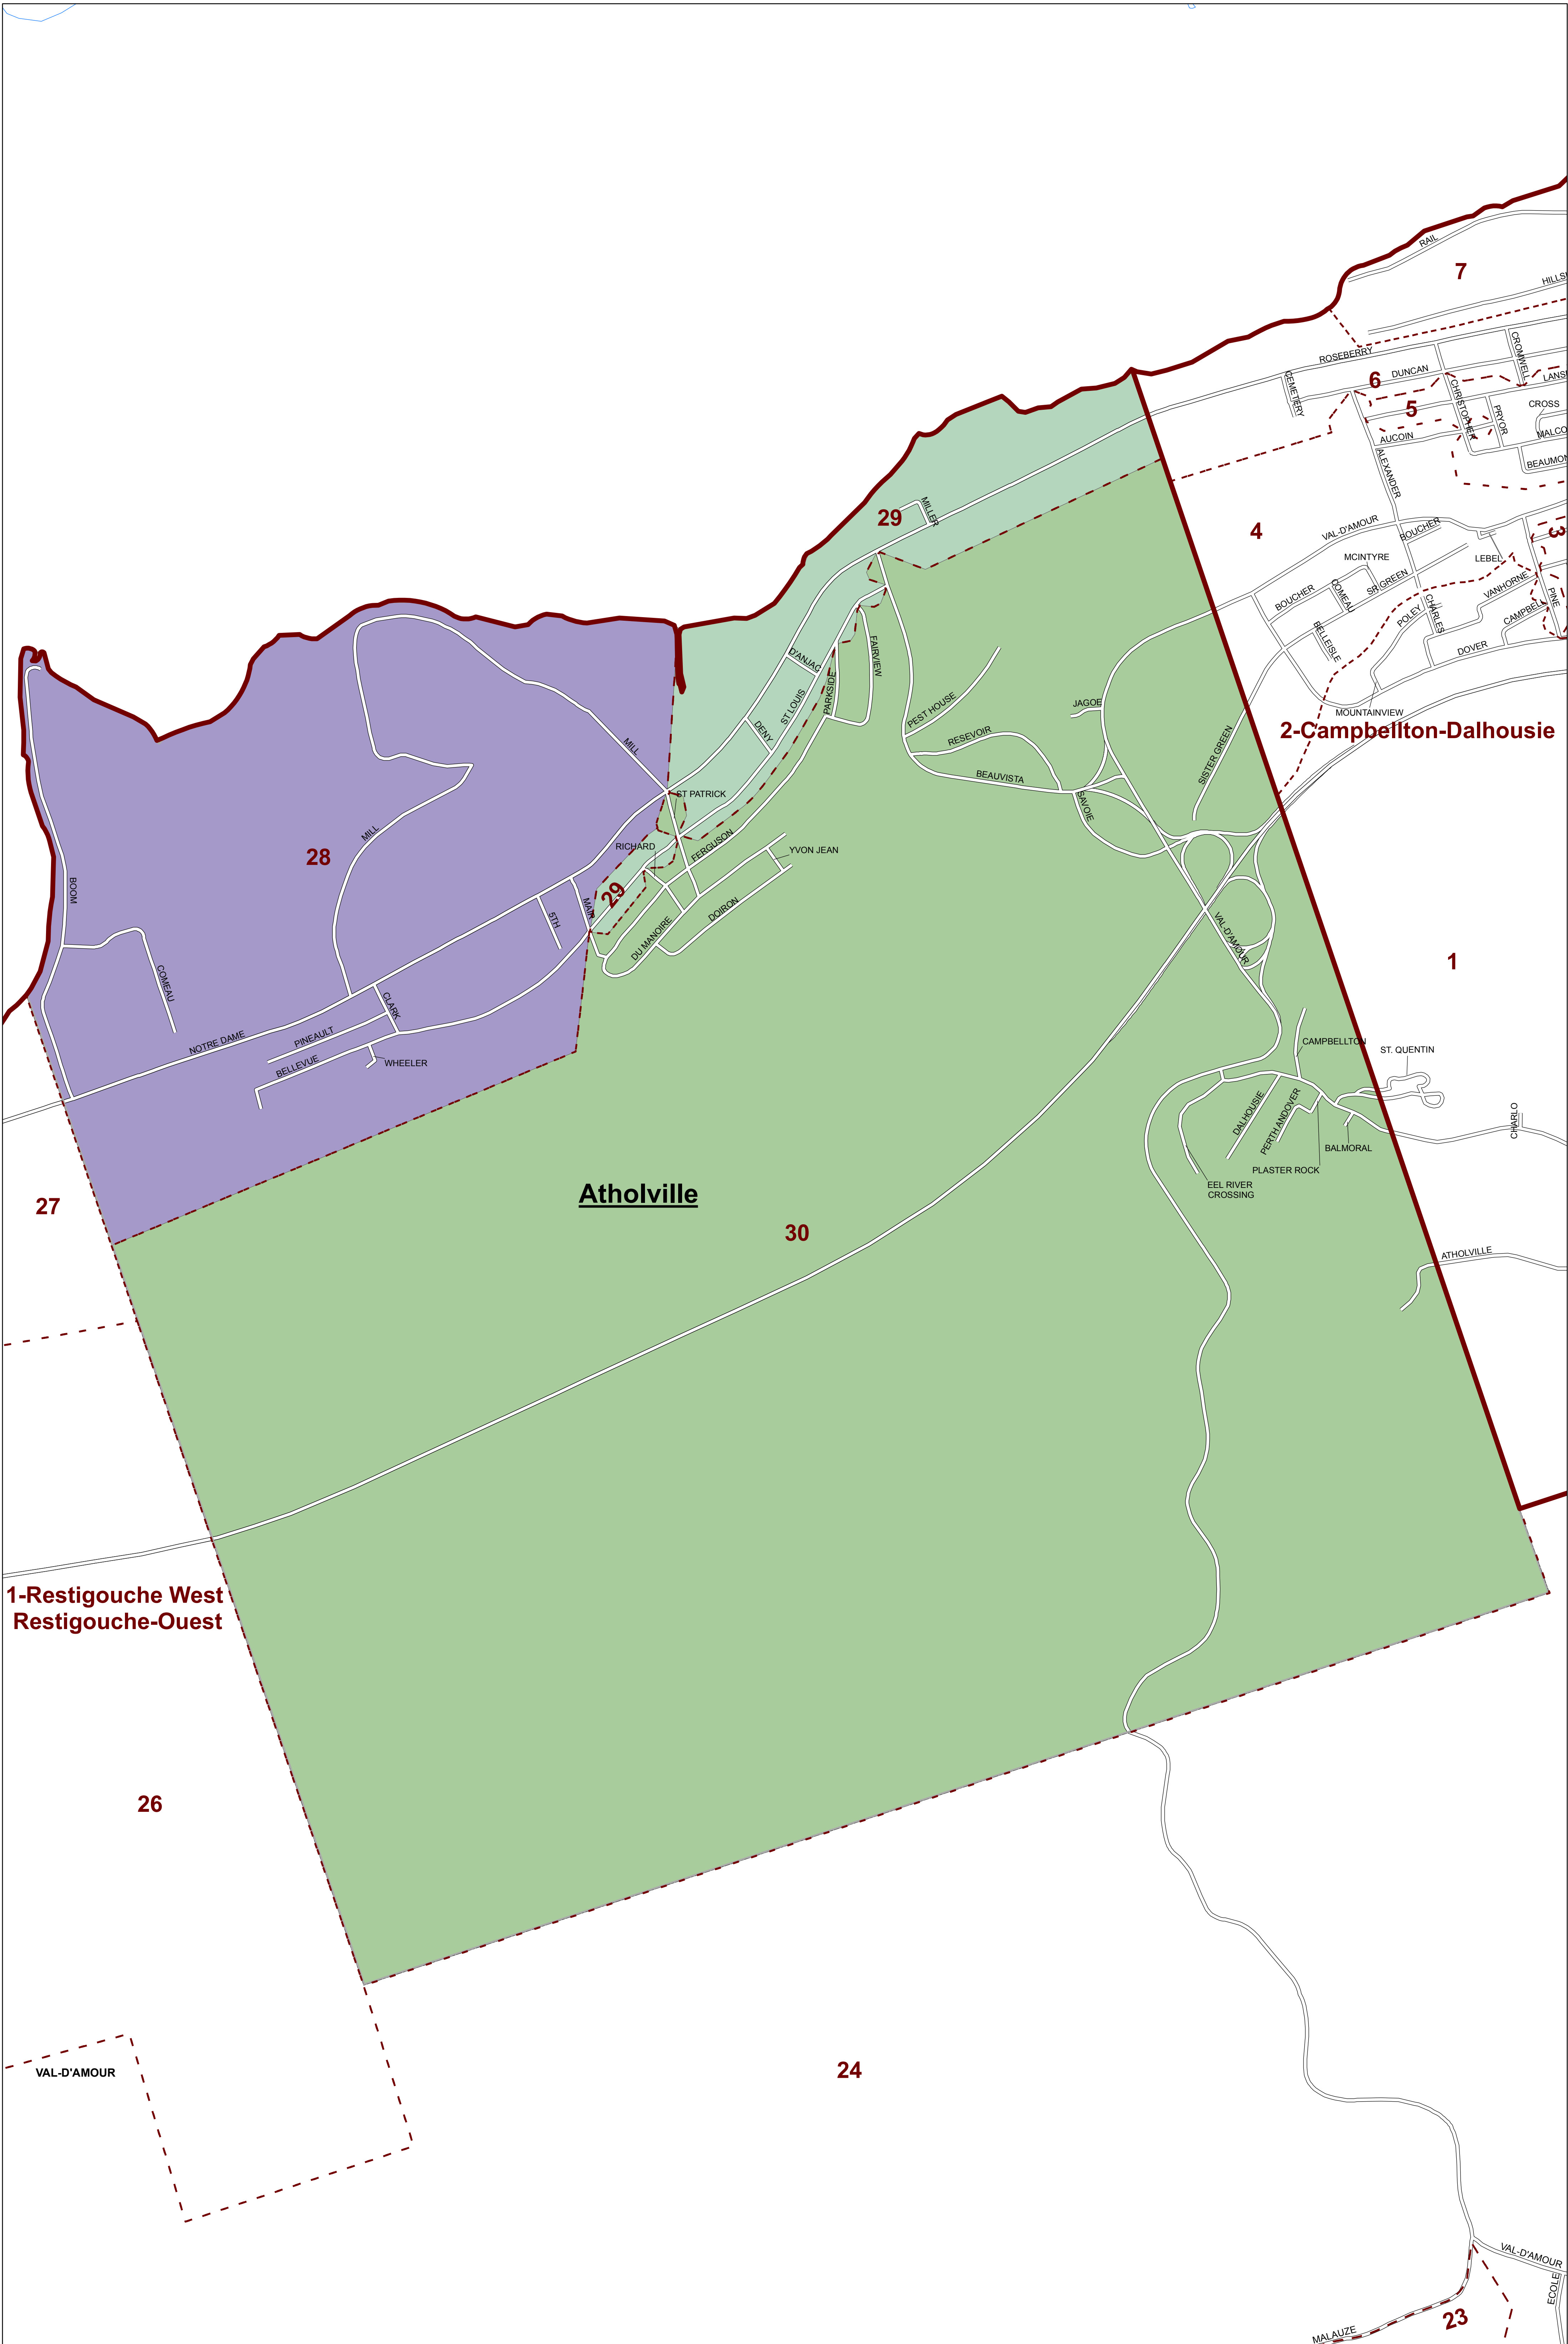 RAIL
7
HILLS
ROSEBERRY
CROMWELL
CEMETERY
DUNCAN
6
LANS
CHRISTOPHER
5
PRYOR
CROSS
AUCOIN
MALCO
ALEXANDER
BEAUMON
MILLER
29
4
VAL-D'AMOUR
BOUCHER
3
MCINTYRE
LEBEL
COMEAU
SR GREEN
VANHORNE
BOUCHER
CHARLES
POLEY
PINE
CAMPBELL
BELLEISLE
DOVER
D'ANJAC
FAIRVIEW
PARKSIDE
ST LOUIS
DENY
PEST HOUSE
JAGOE
MOUNTAINVIEW
RESEVOIR
2-Campbellton-Dalhousie
MILL
SISTER GREEN
BEAUVISTA
ST PATRICK
SAVOIE
MILL
RICHARD
FERGUSON
YVON JEAN
28
BOOM
29
MAIN
5TH
DU MANOIRE
DOIRON
VAL-D'AMOUR
COMEAU
1
CLARK
NOTRE DAME
PINEAULT
BELLEVUE
WHEELER
CAMPBELLTON
ST. QUENTIN
DALHOUSIE
PERTH ANDOVER
CHARLO
BALMORAL
PLASTER ROCK
EEL RIVER
CROSSING
27
Atholville
30
ATHOLVILLE
1-Restigouche West
Restigouche-Ouest
26
VAL-D'AMOUR
24
VAL-D'AMOUR
ECOLE
23
MALAUZE